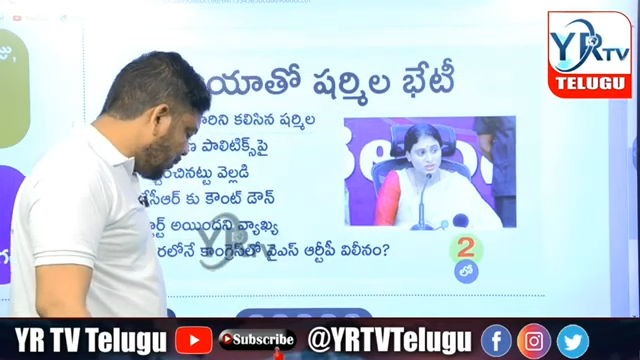 YR TV
TELUGU
యాతో షర్మిల భేటీ
రిని కలిసిన షర్మిల
పాలిటిక్స్‌పై
చినట్టు వెల్లడి
కేసీఆర్ కు కౌంట్ డౌన్
ర్ట్ అయిందని వ్యాఖ్య
రలోనే కాంగ్రెస్‌లో వైఎస్ ఆర్టీపీ విలీనం?
2
లో
YR TV Telugu Subscribe @YRTVTelugu